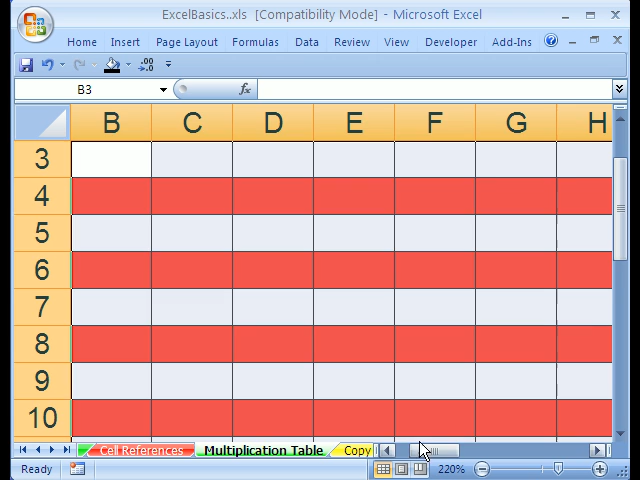 ExcelBasics..xls [Compatibility Mode] - Microsoft Excel
Home Insert Page Layout Formulas Data Review View Developer Add-Ins
B3 fx
B C D E F G H
3
4
5
6
7
8
9
10
Cell References Multiplication Table Copy
Ready 220%